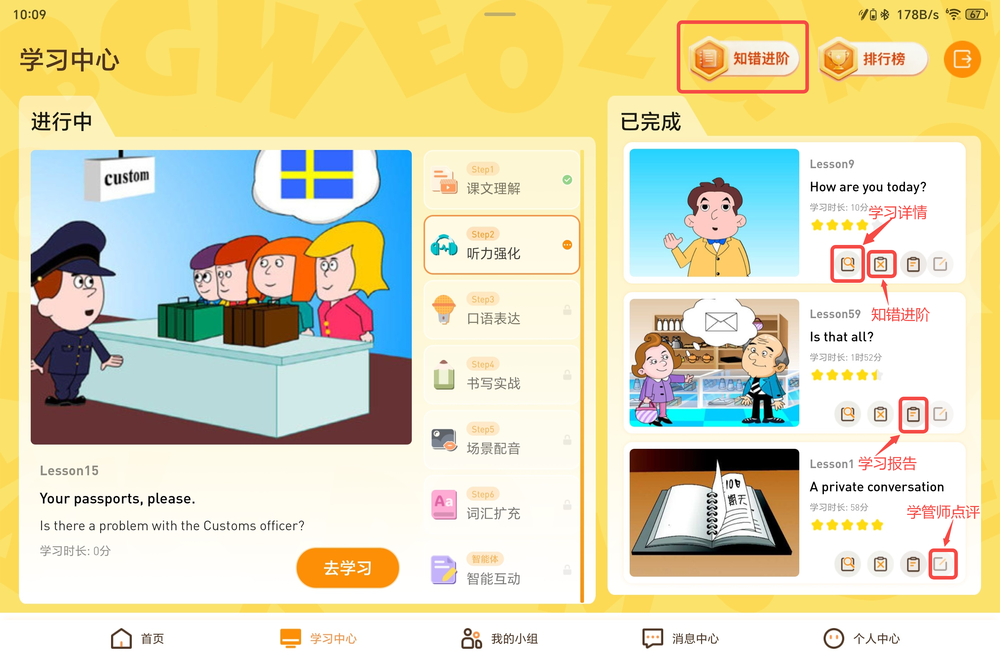 10:09
178B/s
6
67
学习中心
知错进阶
排行榜
进行中
custom
Lesson15
Your passports, please.
Is there a problem with the Customs officer?
学习时长: 0分
去学习
Step1
课文理解
Step2
听力强化
Step3
口语表达
Step4
书写实战
Step5
场景配音
Step6
Aa
词汇扩充
智能体
智能互动
已完成
Lesson9
How are you today?
学习时长: 10分
学习详情
知错进阶
Lesson59
Is that all?
学习时长: 1时52分
学习报告
Lesson1
A private conversation
学习时长: 58分
学管师点评
首页
学习中心
我的小组
消息中心
个人中心